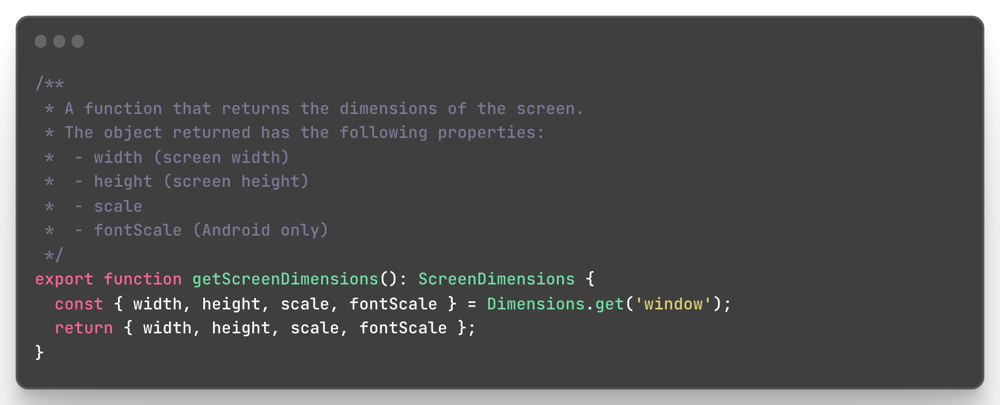 /**
 * A function that returns the dimensions of the screen.
 * The object returned has the following properties:
 *  - width (screen width)
 *  - height (screen height)
 *  - scale
 *  - fontScale (Android only)
 */
export function getScreenDimensions(): ScreenDimensions {
  const { width, height, scale, fontScale } = Dimensions.get('window');
  return { width, height, scale, fontScale };
}